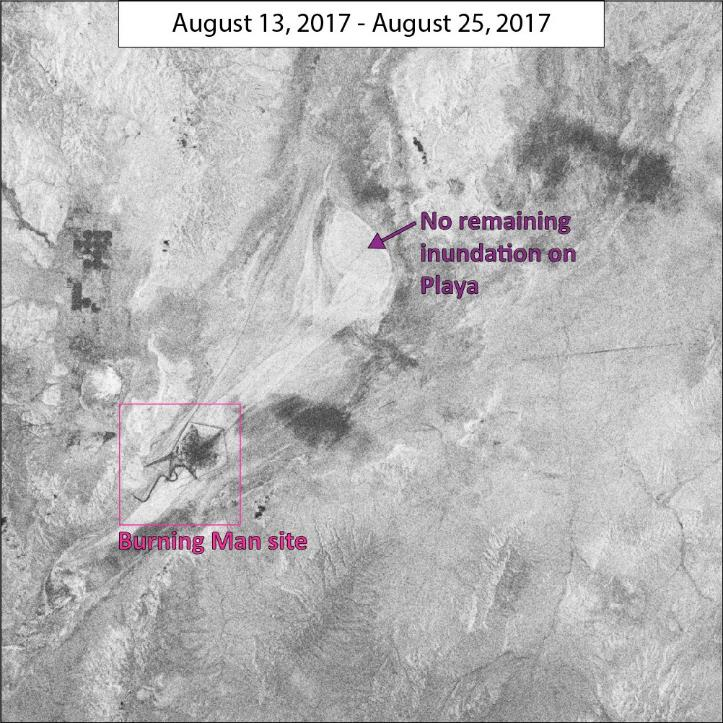 August 13, 2017 - August 25, 2017
No remaining
inundation on
Playa
Burning Man site